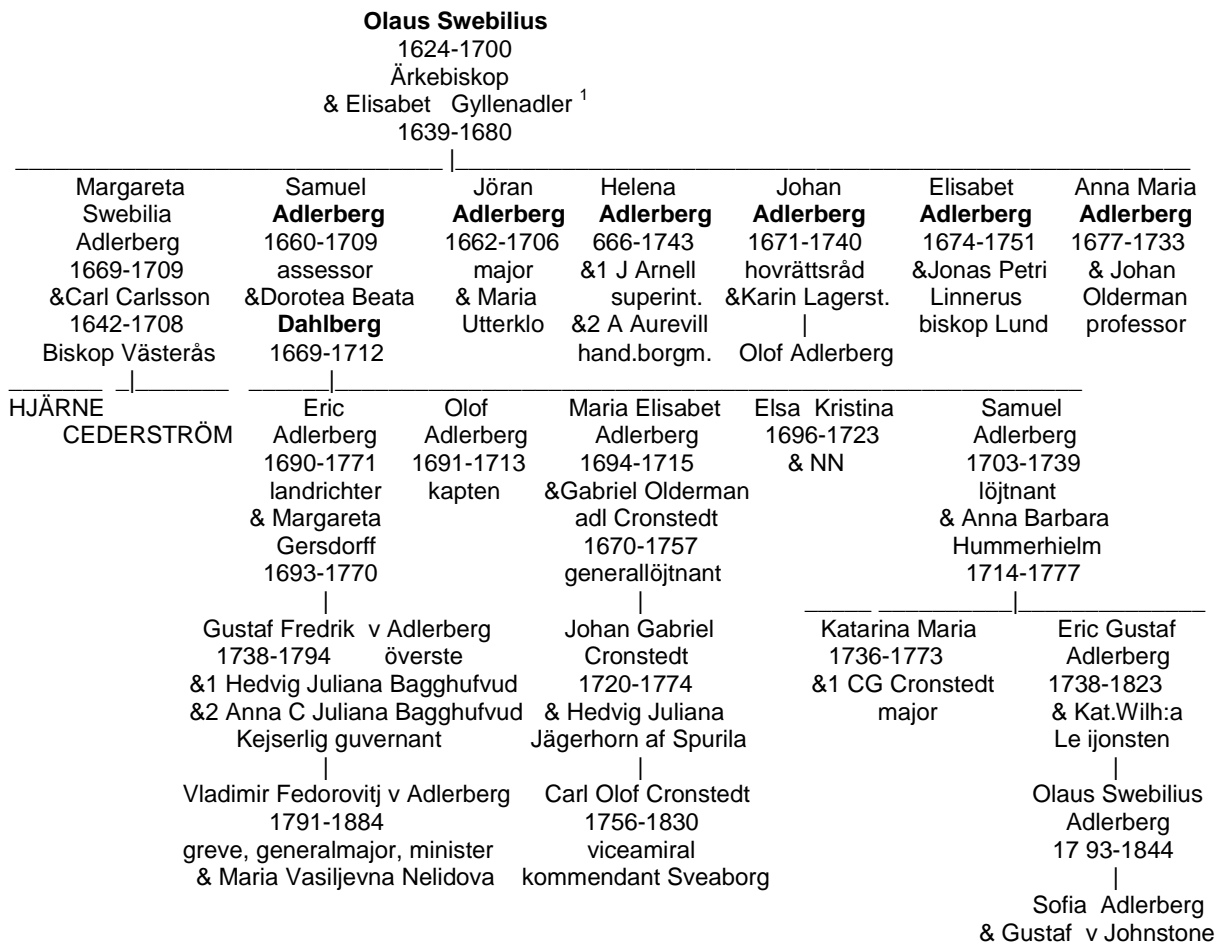 Olaus Swebilius
1624-1700
Ärkebiskop
& Elisabet Gyllenadler 1
1639-1680
Margareta Samuel Jöran Helena Johan Elisabet Anna Maria
Swebilia Adlerberg Adlerberg Adlerberg Adlerberg Adlerberg Adlerberg
Adlerberg 1660-1709 1662-1706 666-1743 1671-1740 1674-1751 1677-1733
1669-1709 assessor major &1 J Arnell hovrättsråd &Jonas Petri & Johan
&Carl Carlsson &Dorotea Beata & Maria superint. &Karin Lagerst. Linnerus Olderman
1642-1708 Dahlberg Utterklo &2 A Aurevill | biskop Lund professor
Biskop Västerås 1669-1712 hand.borgm. Olof Adlerberg
HJÄRNE Eric Olof Maria Elisabet Elsa Kristina Samuel
CEDERSTRÖM Adlerberg Adlerberg Adlerberg 1696-1723 Adlerberg
1690-1771 1691-1713 1694-1715 & NN 1703-1739
landrichter kapten &Gabriel Olderman löjtnant
& Margareta adl Cronstedt & Anna Barbara
Gersdorff 1670-1757 Hummerhielm
1693-1770 generallöjtnant 1714-1777
Gustaf Fredrik v Adlerberg Johan Gabriel Katarina Maria Eric Gustaf
1738-1794 överste Cronstedt 1736-1773 Adlerberg
&1 Hedvig Juliana Bagghufvud 1720-1774 &1 CG Cronstedt 1738-1823
&2 Anna C Juliana Bagghufvud & Hedvig Juliana major & Kat.Wilh:a
Kejserlig guvernant Jägerhorn af Spurila Le ijonsten
Vladimir Fedorovitj v Adlerberg Carl Olof Cronstedt Olaus Swebilius
1791-1884 1756-1830 Adlerberg
greve, generalmajor, minister viceamiral 17 93-1844
& Maria Vasiljevna Nelidova kommendant Sveaborg |
Sofia Adlerberg
& Gustaf v Johnstone